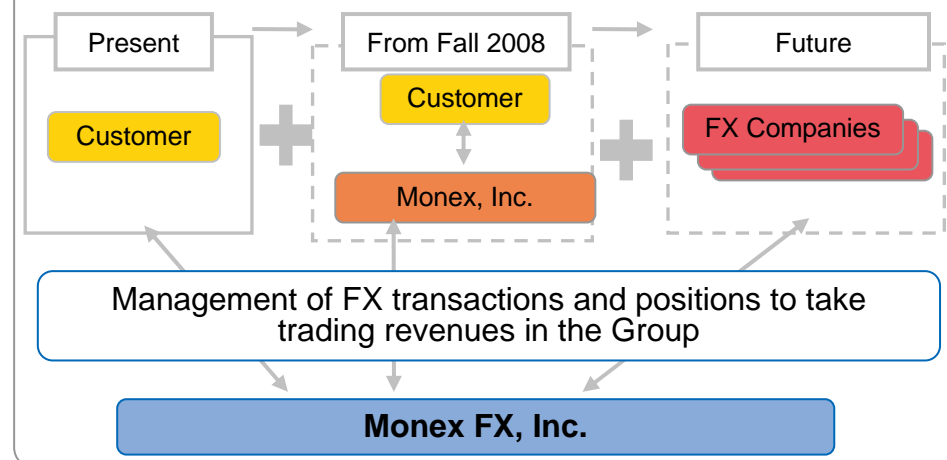 Present
From Fall 2008
Future
Customer
Customer
Monex, Inc.
FX Companies
Management of FX transactions and positions to take
trading revenues in the Group
Monex FX, Inc.